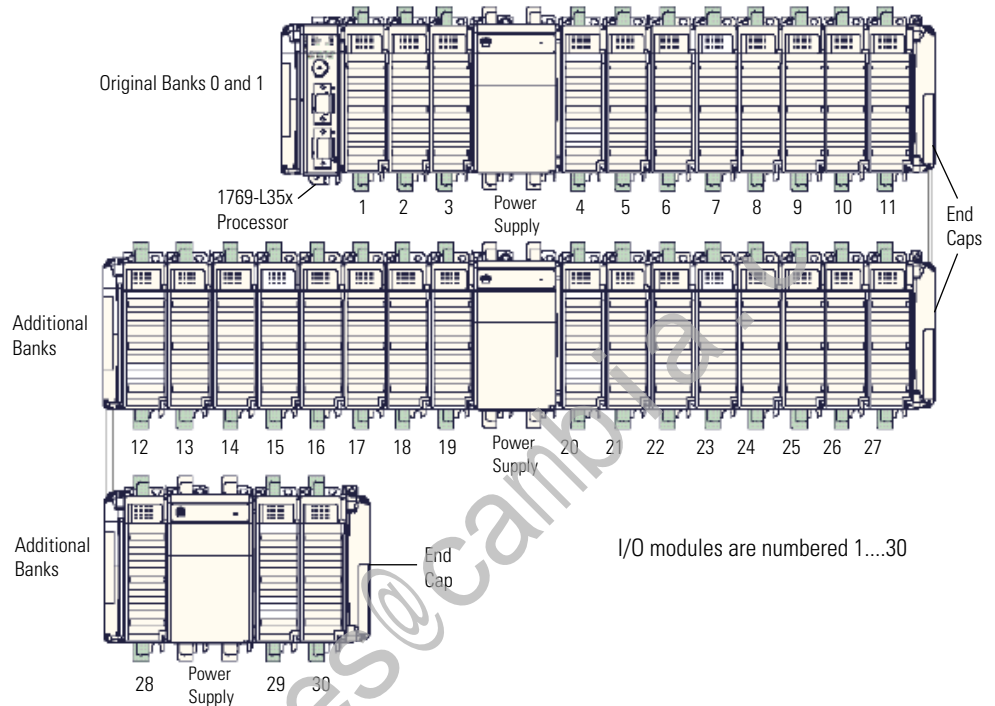 Original Banks 0 and 1
1769-L35x
Processor
1
2
3
Power
Supply
4
5
6
7
8
9
10
11
End
Caps
Additional
Banks
12
13
14
15
16
17
18
19
Power
Supply
20
21
22
23
24
25
26
27
Additional
Banks
End
Cap
I/O modules are numbered 1....30
28
Power
Supply
29
30
es@cambia.c